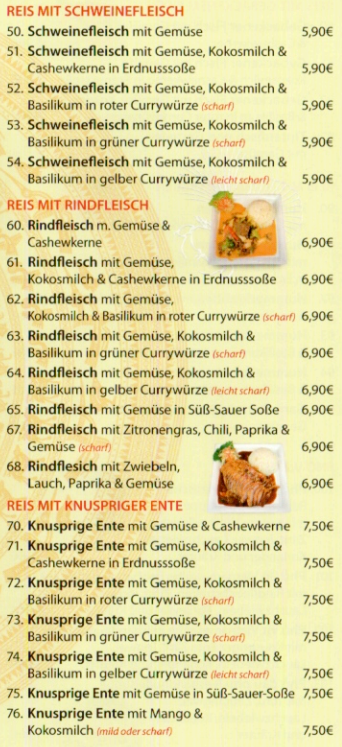 REIS MIT SCHWEINEFLEISCH
50. Schweinefleisch mit Gemüse 5,90€
51. Schweinefleisch mit Gemüse, Kokosmilch &
Cashewkerne in Erdnusssoße 5,90€
52. Schweinefleisch mit Gemüse, Kokosmilch &
Basilikum in roter Currywürze (scharf) 5,90€
53. Schweinefleisch mit Gemüse, Kokosmilch &
Basilikum in grüner Currywürze (scharf) 5,90€
54. Schweinefleisch mit Gemüse, Kokosmilch &
Basilikum in gelber Currywürze (leicht scharf) 5,90€
REIS MIT RINDFLEISCH
60. Rindfleisch m. Gemüse &
Cashewkerne 6,90€
61. Rindfleisch mit Gemüse,
Kokosmilch & Cashewkerne in Erdnusssoße 6,90€
62. Rindfleisch mit Gemüse,
Kokosmilch & Basilikum in roter Currywürze (scharf) 6,90€
63. Rindfleisch mit Gemüse, Kokosmilch &
Basilikum in grüner Currywürze (scharf) 6,90€
64. Rindfleisch mit Gemüse, Kokosmilch &
Basilikum in gelber Currywürze (leicht scharf) 6,90€
65. Rindfleisch mit Gemüse in Süß-Sauer Soße 6,90€
67. Rindfleisch mit Zitronengras, Chili, Paprika &
Gemüse (scharf) 6,90€
68. Rindflesich mit Zwiebeln,
Lauch, Paprika & Gemüse 6,90€
REIS MIT KNUSPRIGER ENTE
70. Knusprige Ente mit Gemüse & Cashewkerne 7,50€
71. Knusprige Ente mit Gemüse, Kokosmilch &
Cashewkerne in Erdnusssoße 7,50€
72. Knusprige Ente mit Gemüse, Kokosmilch &
Basilikum in roter Currywürze (scharf) 7,50€
73. Knusprige Ente mit Gemüse, Kokosmilch &
Basilikum in grüner Currywürze (scharf) 7,50€
74. Knusprige Ente mit Gemüse, Kokosmilch &
Basilikum in gelber Currywürze (leicht scharf) 7,50€
75. Knusprige Ente mit Gemüse in Süß-Sauer-Soße 7,50€
76. Knusprige Ente mit Mango &
Kokosmilch (mild oder scharf) 7,50€